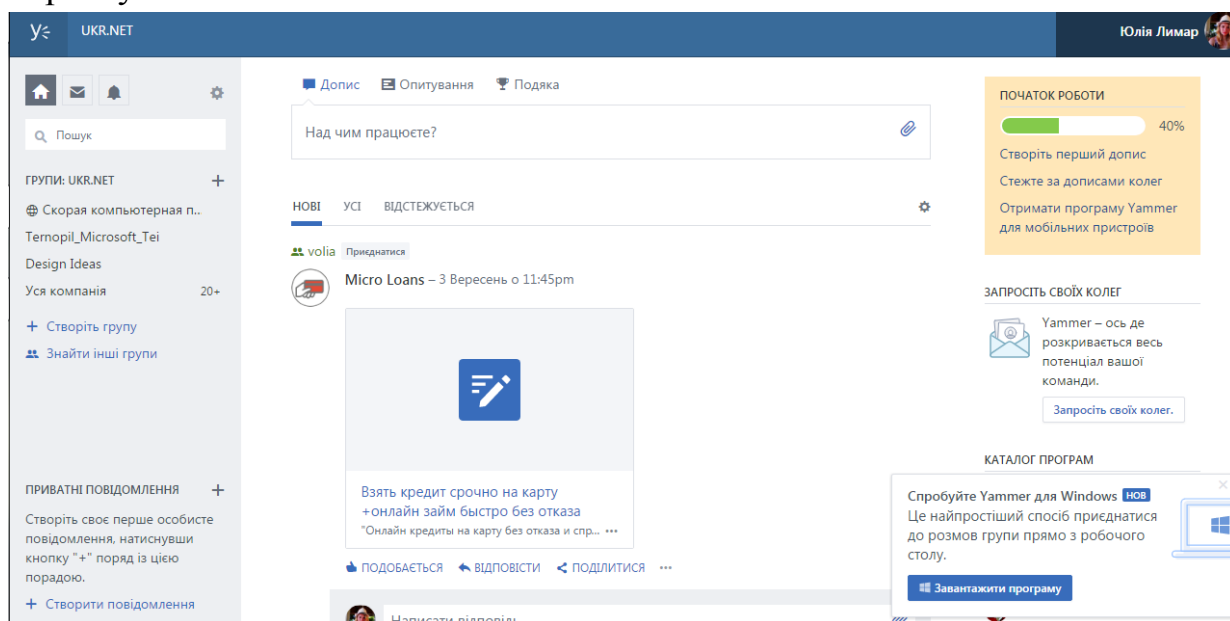 UKR.NET
Юлія Лимар
Пошук
ГРУПИ: UKR.NET
Скорая компьютерная п..
Ternopil_Microsoft_Tei
Design Ideas
Уся компанія 20+
+ Створіть групу
Знайти інші групи
ПРИВАТНІ ПОВІДОМЛЕННЯ +
Створіть своє перше особисте
повідомлення, натиснувши
кнопку "+" поряд із цією
порадою.
+ Створити повідомлення
Допис Опитування Подяка
Над чим працюєте?
НОВІ УСІ ВІДСТЕЖУЄТЬСЯ
volia Приєднатися
Micro Loans – 3 Вересень о 11:45pm
Взять кредит срочно на карту
+онлайн займ быстро без отказа
"Онлайн кредиты на карту без отказа и спр... •••
ПОДОБАЄТЬСЯ ВІДПОВІСТИ ПОДІЛИТИСЯ •••
Написати відповідь
ПОЧАТОК РОБОТИ
40%
Створіть перший допис
Стежте за дописами колег
Отримати програму Yammer
для мобільних пристроїв
ЗАПРОСІТЬ СВОЇХ КОЛЕГ
Yammer – ось де
розкривається весь
потенціал вашої
команди.
Запросіть своїх колег.
КАТАЛОГ ПРОГРАМ
Спробуйте Yammer для Windows НОВ
Це найпростіший спосіб приєднатися
до розмов групи прямо з робочого
столу.
Завантажити програму